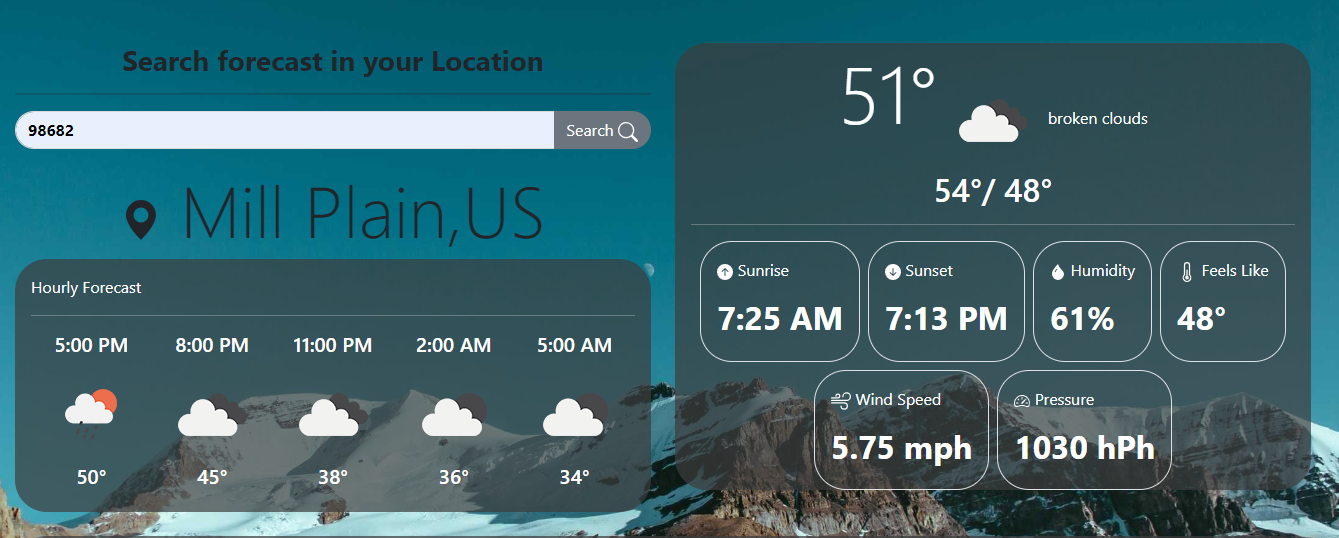 Search forecast in your Location
98682
Search
Mill Plain,US
Hourly Forecast
5:00 PM 8:00 PM 11:00 PM 2:00 AM 5:00 AM
50° 45° 38° 36° 34°
51°
broken clouds
54°/ 48°
Sunrise
7:25 AM
Sunset
7:13 PM
Humidity
61%
Feels Like
48°
Wind Speed
5.75 mph
Pressure
1030 hPh